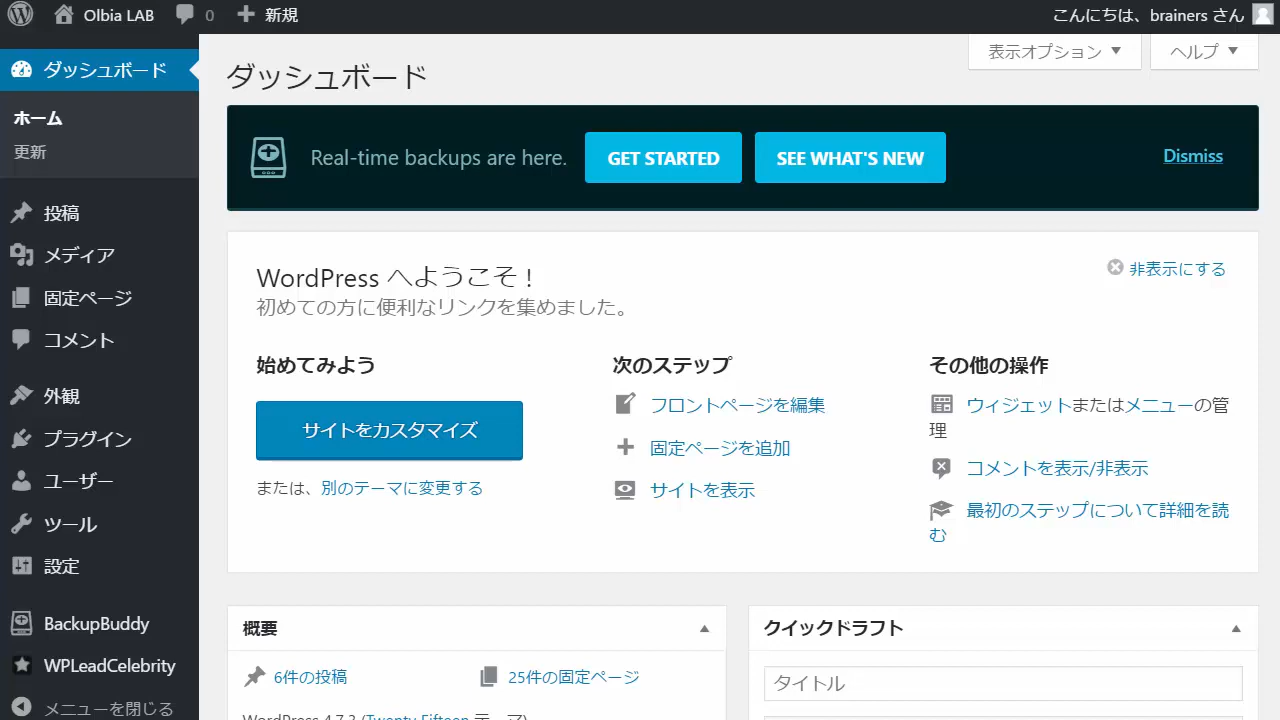 Olbia LAB 0 新規 こんにちは、brainers さん
表示オプション ヘルプ
ダッシュボード
ホーム
更新
投稿
メディア
固定ページ
コメント
外観
プラグイン
ユーザー
ツール
設定
BackupBuddy
WPLeadCelebrity
メニューを閉じる
ダッシュボード
Real-time backups are here. GET STARTED SEE WHAT'S NEW Dismiss
WordPress へようこそ !
非表示にする
初めての方に便利なリンクを集めました。
始めてみよう
サイトをカスタマイズ
または、別のテーマに変更する
次のステップ
フロントページを編集
固定ページを追加
サイトを表示
その他の操作
ウィジェットまたはメニューの管
理
コメントを表示/非表示
最初のステップについて詳細を読
む
概要
6件の投稿 25件の固定ページ
WordPress 4.7.3 (Twenty Fifteen テーマ)
クイックドラフト
タイトル